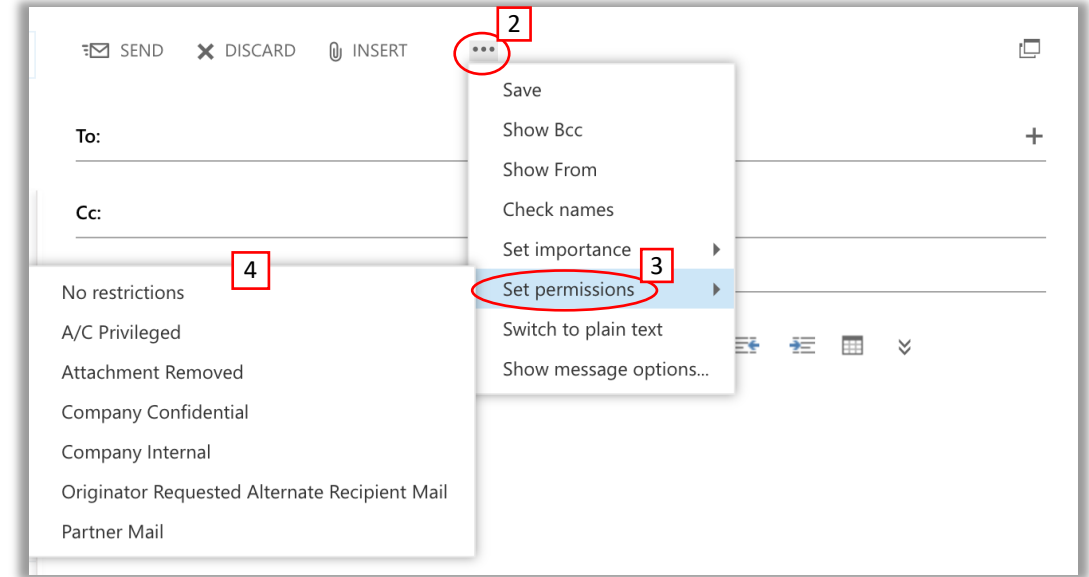 2
SEND DISCARD INSERT •••
Save
To:
Show Bcc
Show From
Cc:
Check names
Set importance
3
Set permissions
Switch to plain text
Show message options...
4
No restrictions
A/C Privileged
Attachment Removed
Company Confidential
Company Internal
Originator Requested Alternate Recipient Mail
Partner Mail